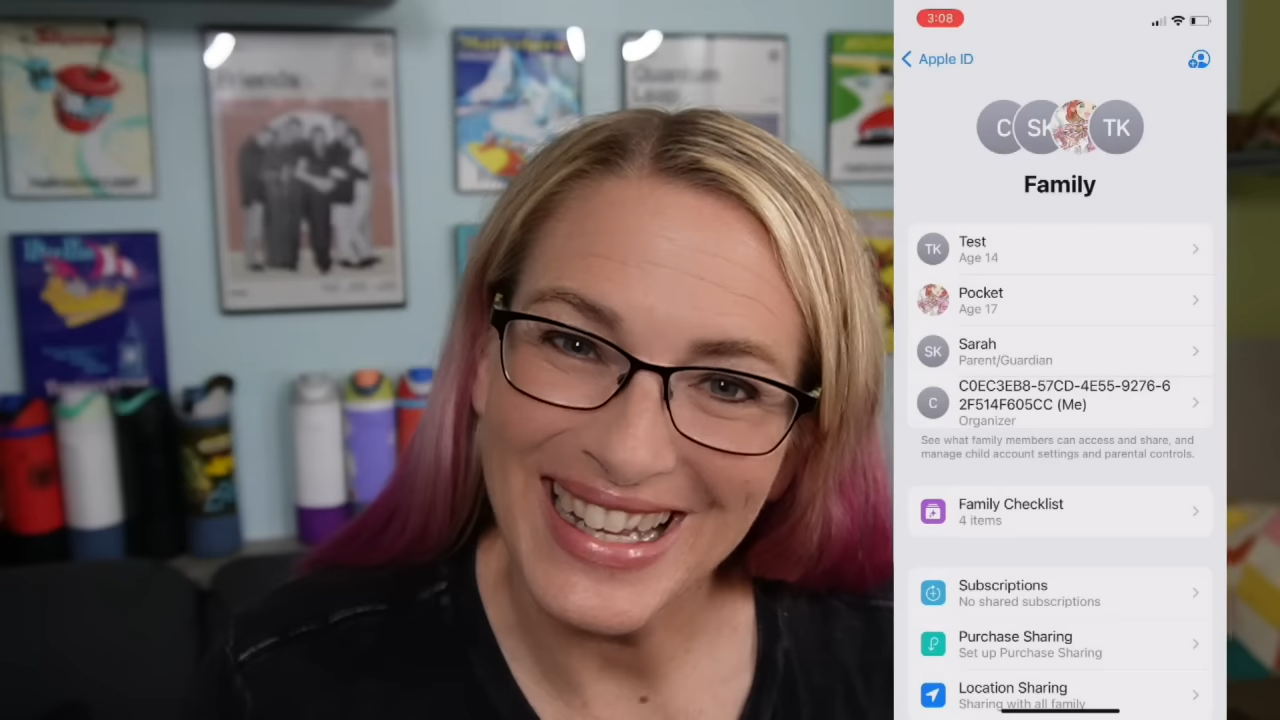 Friends
Quantum
Leap
3:08
Apple ID
C
SK
TK
Family
TK
Test
Age 14
Pocket
Age 17
SK
Sarah
Parent/Guardian
C
C0EC3EB8-57CD-4E55-9276-6
2F514F605CC (Me)
Organizer
See what family members can access and share, and
manage child account settings and parental controls.
Family Checklist
4 items
Subscriptions
No shared subscriptions
Purchase Sharing
Set up Purchase Sharing
Location Sharing
Sharing with all family